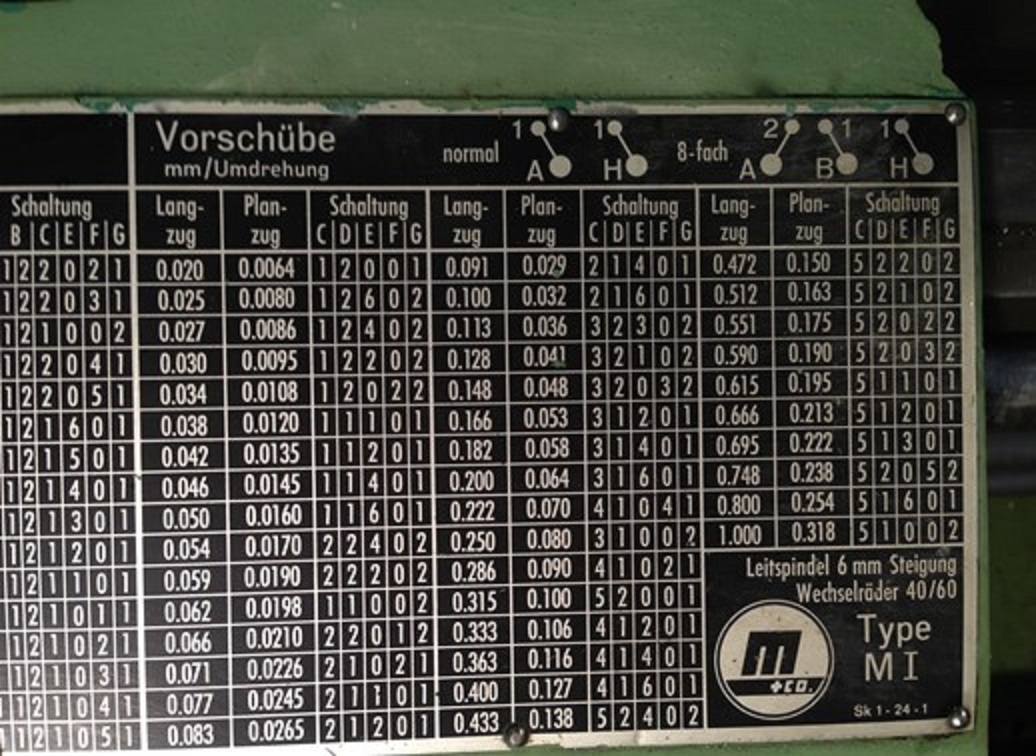 Vorschübe normal 1 1 8-fach 2 1 1
mm/Umdrehung A H A B H
Schaltung Lang- Plan- Schaltung Lang- Plan- Schaltung Lang- Plan- Schaltung
B C E F G zug zug C D E F G zug zug C D E F G zug zug C D E F G
1 2 2 0 2 1 0.020 0.0064 1 2 0 0 1 0.091 0.029 2 1 4 0 1 0.472 0.150 5 2 2 0 2
1 2 2 0 3 1 0.025 0.0080 1 2 6 0 2 0.100 0.032 2 1 6 0 1 0.512 0.163 5 2 1 0 2
1 2 1 0 0 2 0.027 0.0086 1 2 4 0 2 0.113 0.036 3 2 3 0 2 0.551 0.175 5 2 0 2 2
1 2 2 0 4 1 0.030 0.0095 1 2 2 0 2 0.128 0.041 3 2 1 0 2 0.590 0.190 5 2 0 3 2
1 2 2 0 5 1 0.034 0.0108 1 2 0 2 2 0.148 0.048 3 2 0 3 2 0.615 0.195 5 1 1 0 1
1 2 1 6 0 1 0.038 0.0120 1 1 1 0 1 0.166 0.053 3 1 2 0 1 0.666 0.213 5 1 2 0 1
1 2 1 5 0 1 0.042 0.0135 1 1 2 0 1 0.182 0.058 3 1 4 0 1 0.695 0.222 5 1 3 0 1
1 2 1 4 0 1 0.046 0.0145 1 1 4 0 1 0.200 0.064 3 1 6 0 1 0.748 0.238 5 2 0 5 2
1 2 1 3 0 1 0.050 0.0160 1 1 6 0 1 0.222 0.070 4 1 0 4 1 0.800 0.254 5 1 6 0 1
1 2 1 2 0 1 0.054 0.0170 2 2 4 0 2 0.250 0.080 3 1 0 0 2 1.000 0.318 5 1 0 0 2
1 2 1 1 0 1 0.059 0.0190 2 2 2 0 2 0.286 0.090 4 1 0 2 1
1 2 1 0 1 1 0.062 0.0198 1 1 0 0 2 0.315 0.100 5 2 0 0 1
1 2 1 0 2 1 0.066 0.0210 2 2 0 1 2 0.333 0.106 4 1 2 0 1
1 2 1 0 3 1 0.071 0.0226 2 1 0 2 1 0.363 0.116 4 1 4 0 1
1 2 1 0 4 1 0.077 0.0245 2 1 1 0 1 0.400 0.127 4 1 6 0 1
1 2 1 0 5 1 0.083 0.0265 2 1 2 0 1 0.433 0.138 5 2 4 0 2
Leitspindel 6 mm Steigung
Wechselräder 40/60
+CO.
Type
M I
Sk 1 - 24 - 1